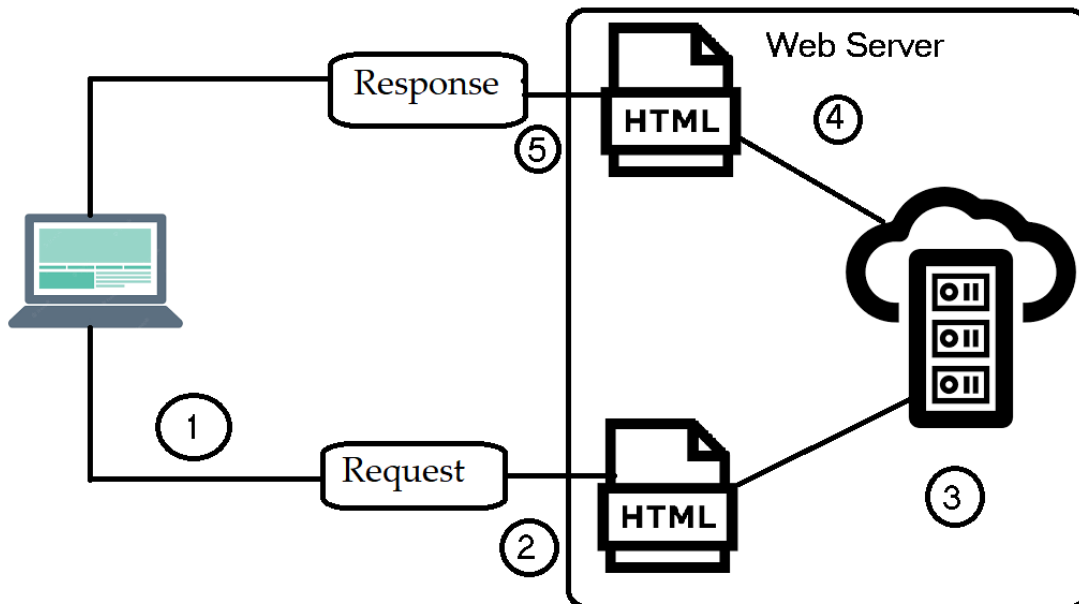 Web Server
Response
HTML
4
5
1
Request
HTML
3
2